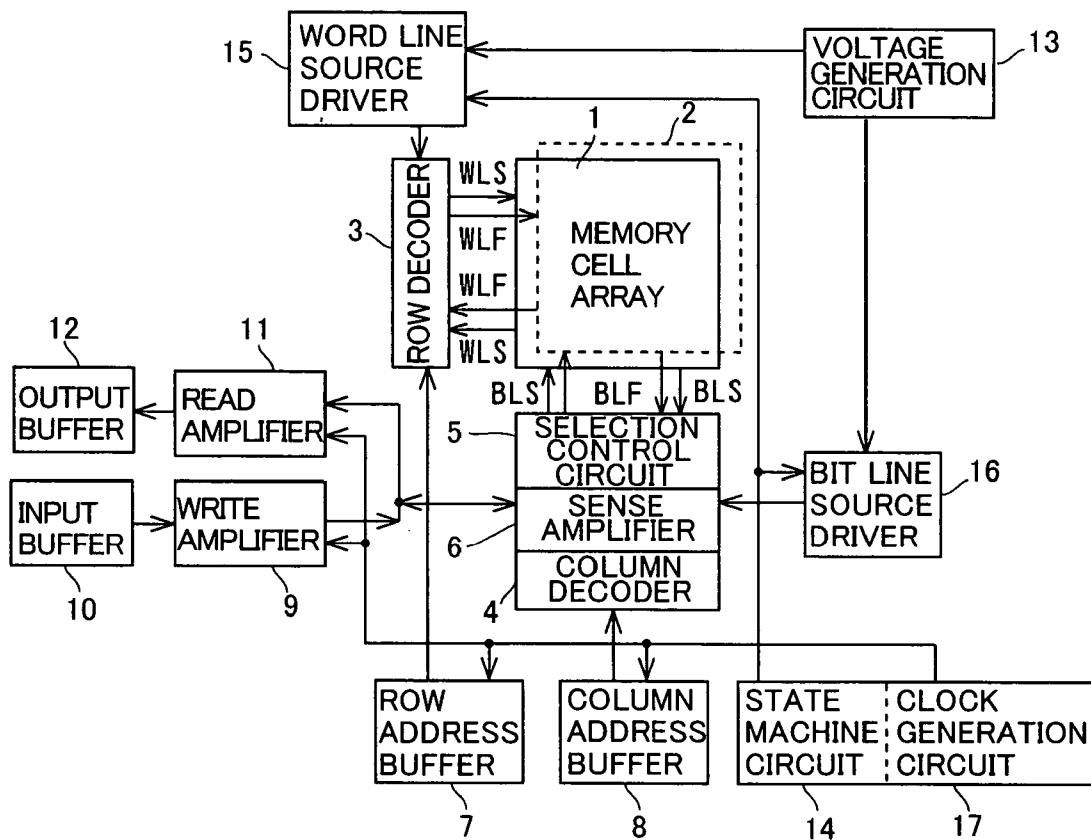 15
WORD LINE
SOURCE
DRIVER
VOLTAGE
GENERATION
CIRCUIT
13
1
2
3
ROW DECODER
WLS
WLF
WLF
WLS
MEMORY
CELL
ARRAY
12
OUTPUT
BUFFER
11
READ
AMPLIFIER
BLS
BLF
BLS
5
SELECTION
CONTROL
CIRCUIT
BIT LINE
SOURCE
DRIVER
16
INPUT
BUFFER
10
WRITE
AMPLIFIER
9
6
SENSE
AMPLIFIER
4
COLUMN
DECODER
ROW
ADDRESS
BUFFER
7
COLUMN
ADDRESS
BUFFER
8
STATE
MACHINE
CIRCUIT
14
CLOCK
GENERATION
CIRCUIT
17